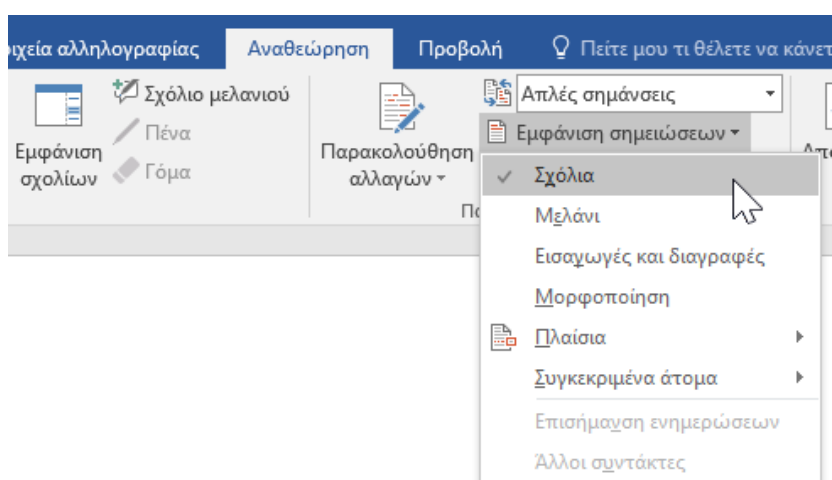 ιχεία αλληλογραφίας Αναθεώρηση Προβολή Πείτε μου τι θέλετε να κάνετ
Εμφάνιση
σχολίων
Σχόλιο μελανιού
Πένα
Γόμα
Παρακολούθηση
αλλαγών
Απλές σημάνσεις
Εμφάνιση σημειώσεων
Σχόλια
Μελάνι
Εισαγωγές και διαγραφές
Μορφοποίηση
Πλαίσια
Συγκεκριμένα άτομα
Επισήμανση ενημερώσεων
Άλλοι συντάκτες